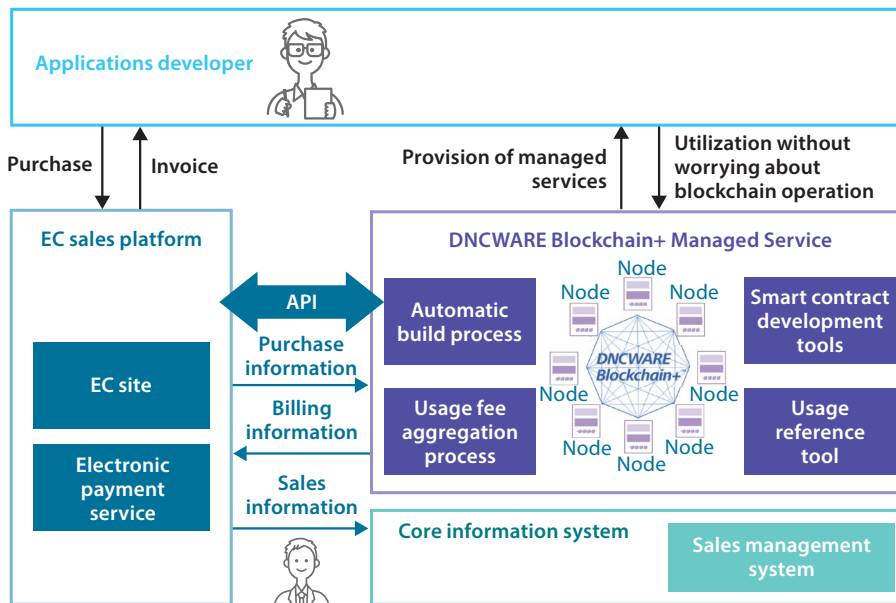 Applications developer
Purchase
Invoice
Provision of managed
services
Utilization without
worrying about
blockchain operation
EC sales platform
EC site
Electronic
payment
service
API
Purchase
information
Billing
information
Sales
information
DNCWARE Blockchain+ Managed Service
Automatic
build process
Usage fee
aggregation
process
Node
Node
Node
Node
Node
Node
Node
Node
DNCWARE
Blockchain+™
Smart contract
development
tools
Usage
reference
tool
Core information system
Sales management
system